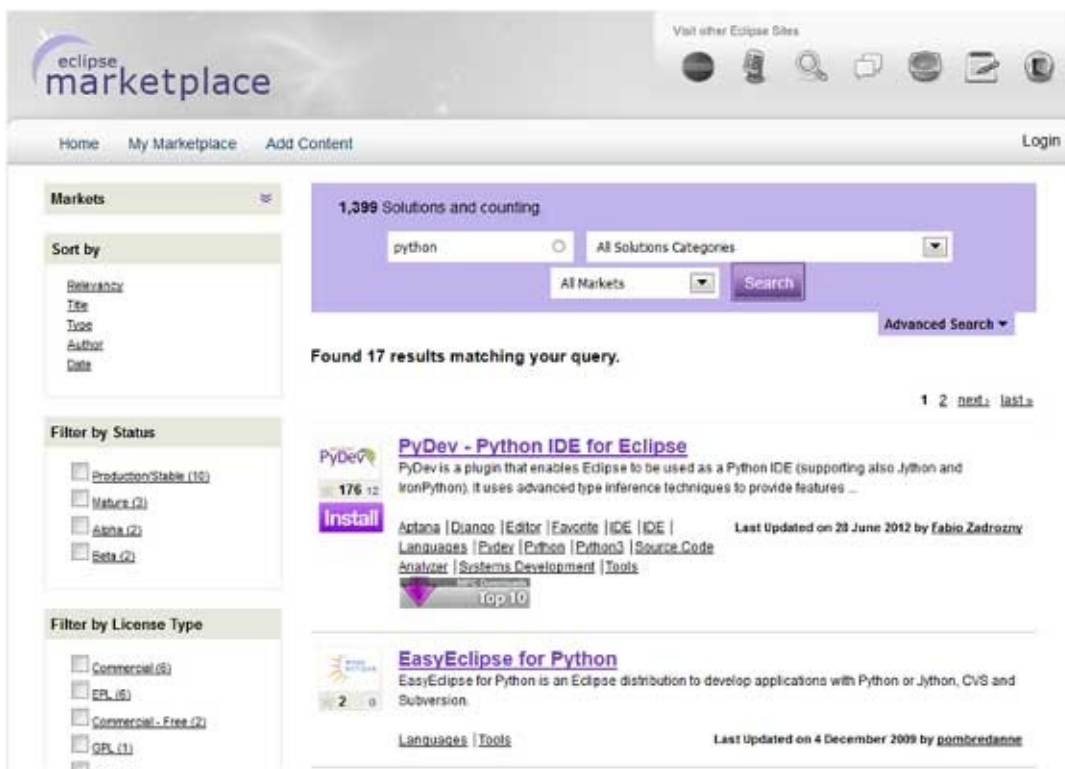 Visit other Eclipse Sites
eclipse
marketplace
Home My Marketplace Add Content Login
Markets
Sort by
Relevancy
Title
Type
Author
Date
Filter by Status
Production/Stable (10)
Mature (3)
Alpha (2)
Beta (2)
Filter by License Type
Commercial (6)
EPL (6)
Commercial - Free (2)
GPL (1)
1,399 Solutions and counting
python All Solutions Categories
All Markets Search
Advanced Search
Found 17 results matching your query.
1 2 next › last »
PyDev
176 12
Install
PyDev - Python IDE for Eclipse
PyDev is a plugin that enables Eclipse to be used as a Python IDE (supporting also Jython and
IronPython). It uses advanced type inference techniques to provide features ...
Aptana | Django | Editor | Favorite | IDE | IDE |
Languages | Pydev | Python | Python3 | Source Code
Analyzer | Systems Development | Tools
Last Updated on 28 June 2012 by Fabio Zadrozny
MPC Downloads
Top 10
2 0
EasyEclipse for Python
EasyEclipse for Python is an Eclipse distribution to develop applications with Python or Jython, CVS and
Subversion.
Languages | Tools
Last Updated on 4 December 2009 by pombredanne